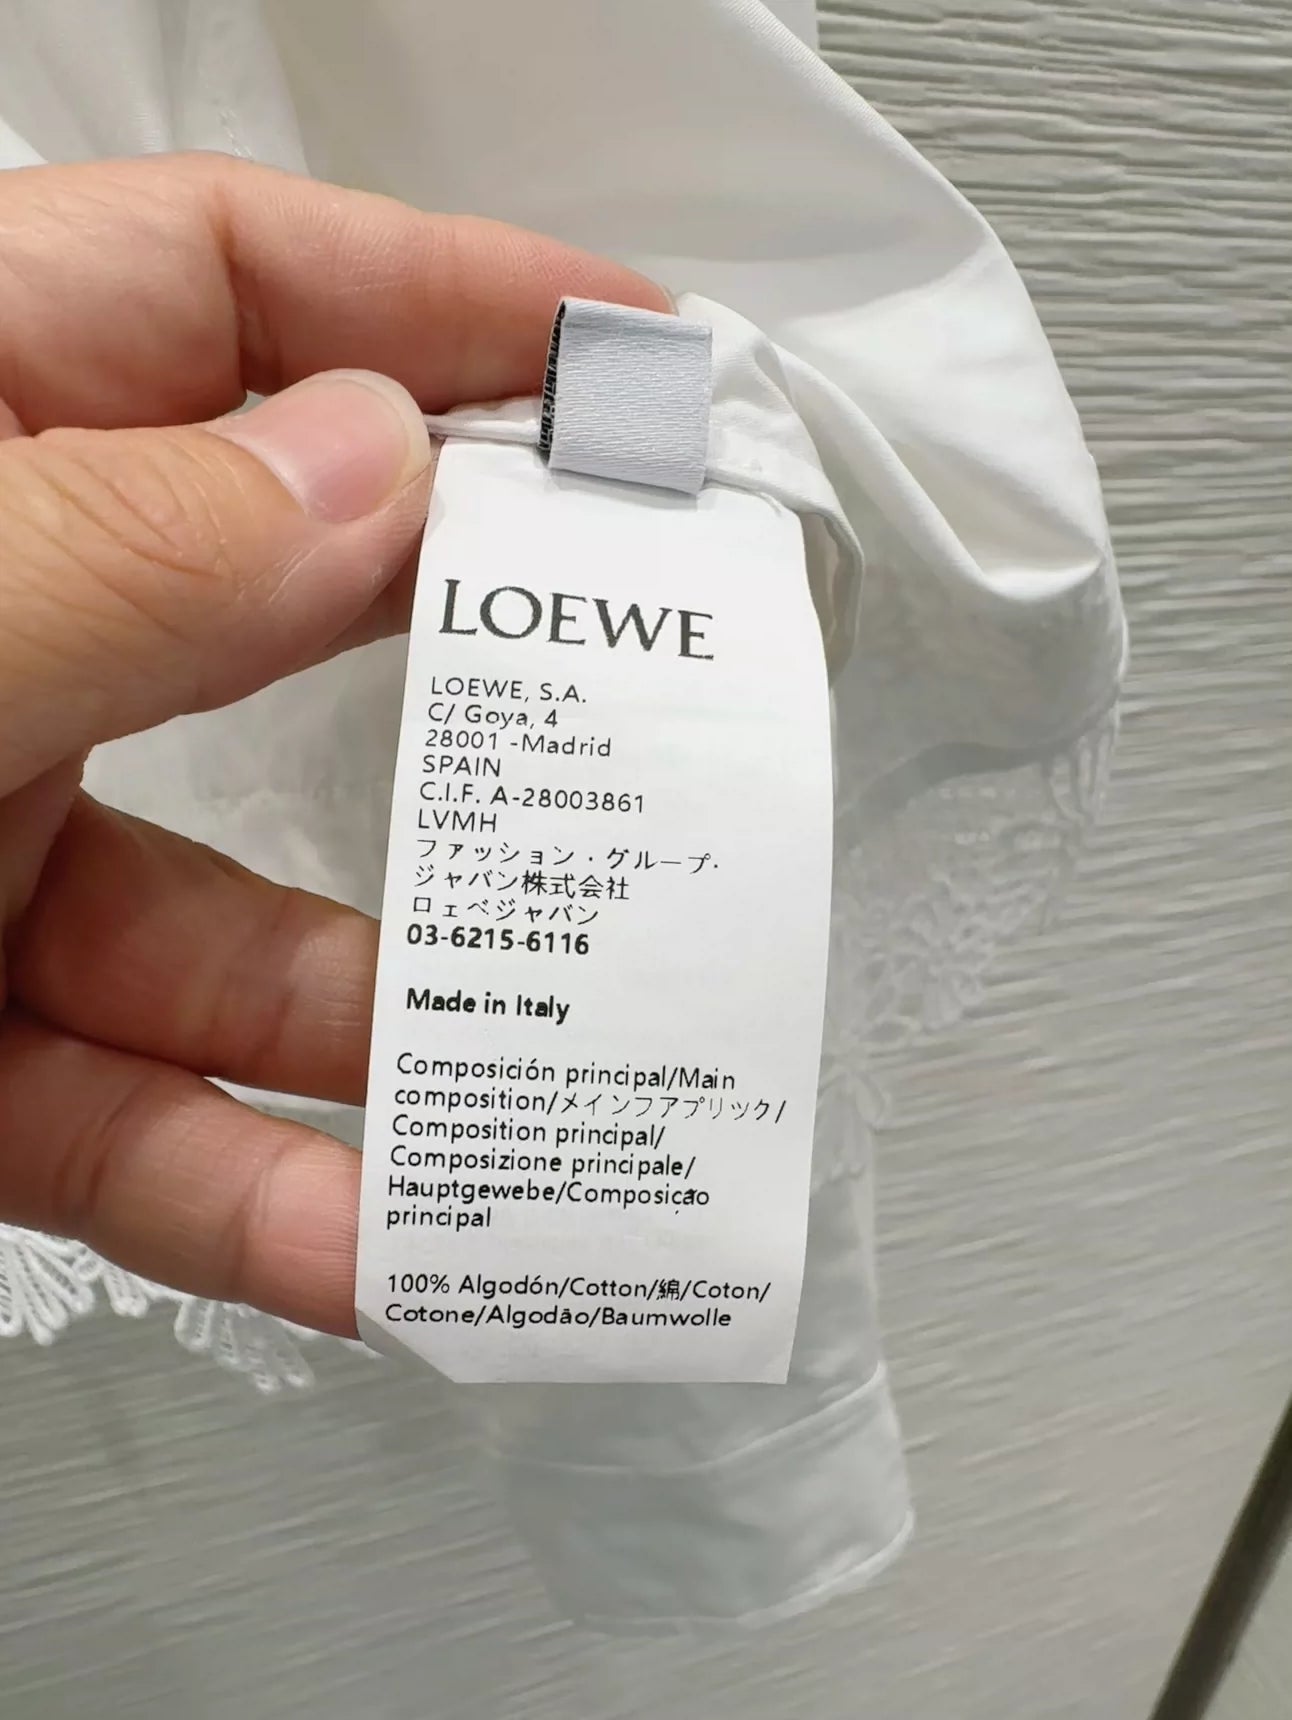 LOEWE
LOEWE, S.A.
C/ Goya, 4
28001 -Madrid
SPAIN
C.I.F. A-28003861
LVMH
ファッション・グループ・
ジャバン株式会社
ロェベジャバン
03-6215-6116
Made in Italy
Composición principal/Main
composition/メインファブリック/
Composition principal/
Composizione principale/
Hauptgewebe/Composição
principal
100% Algodón/Cotton/綿/Coton/
Cotone/Algodão/Baumwolle